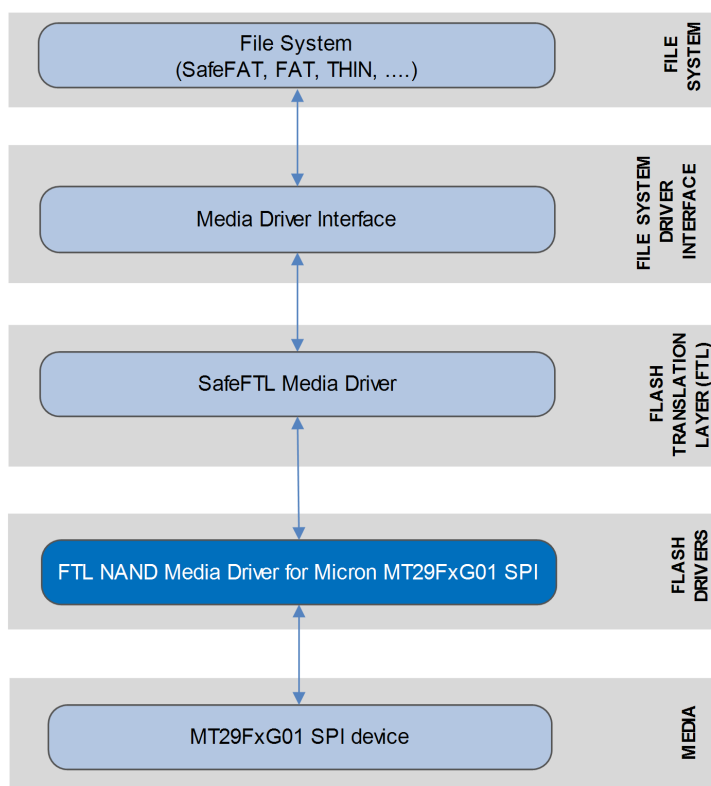 File System
(SafeFAT, FAT, THIN, ....)
FILE
SYSTEM
Media Driver Interface
FILE SYSTEM
DRIVER
INTERFACE
SafeFTL Media Driver
FLASH
TRANSLATION
LAYER (FTL)
FTL NAND Media Driver for Micron MT29FxG01 SPI
FLASH
DRIVERS
MT29FxG01 SPI device
MEDIA